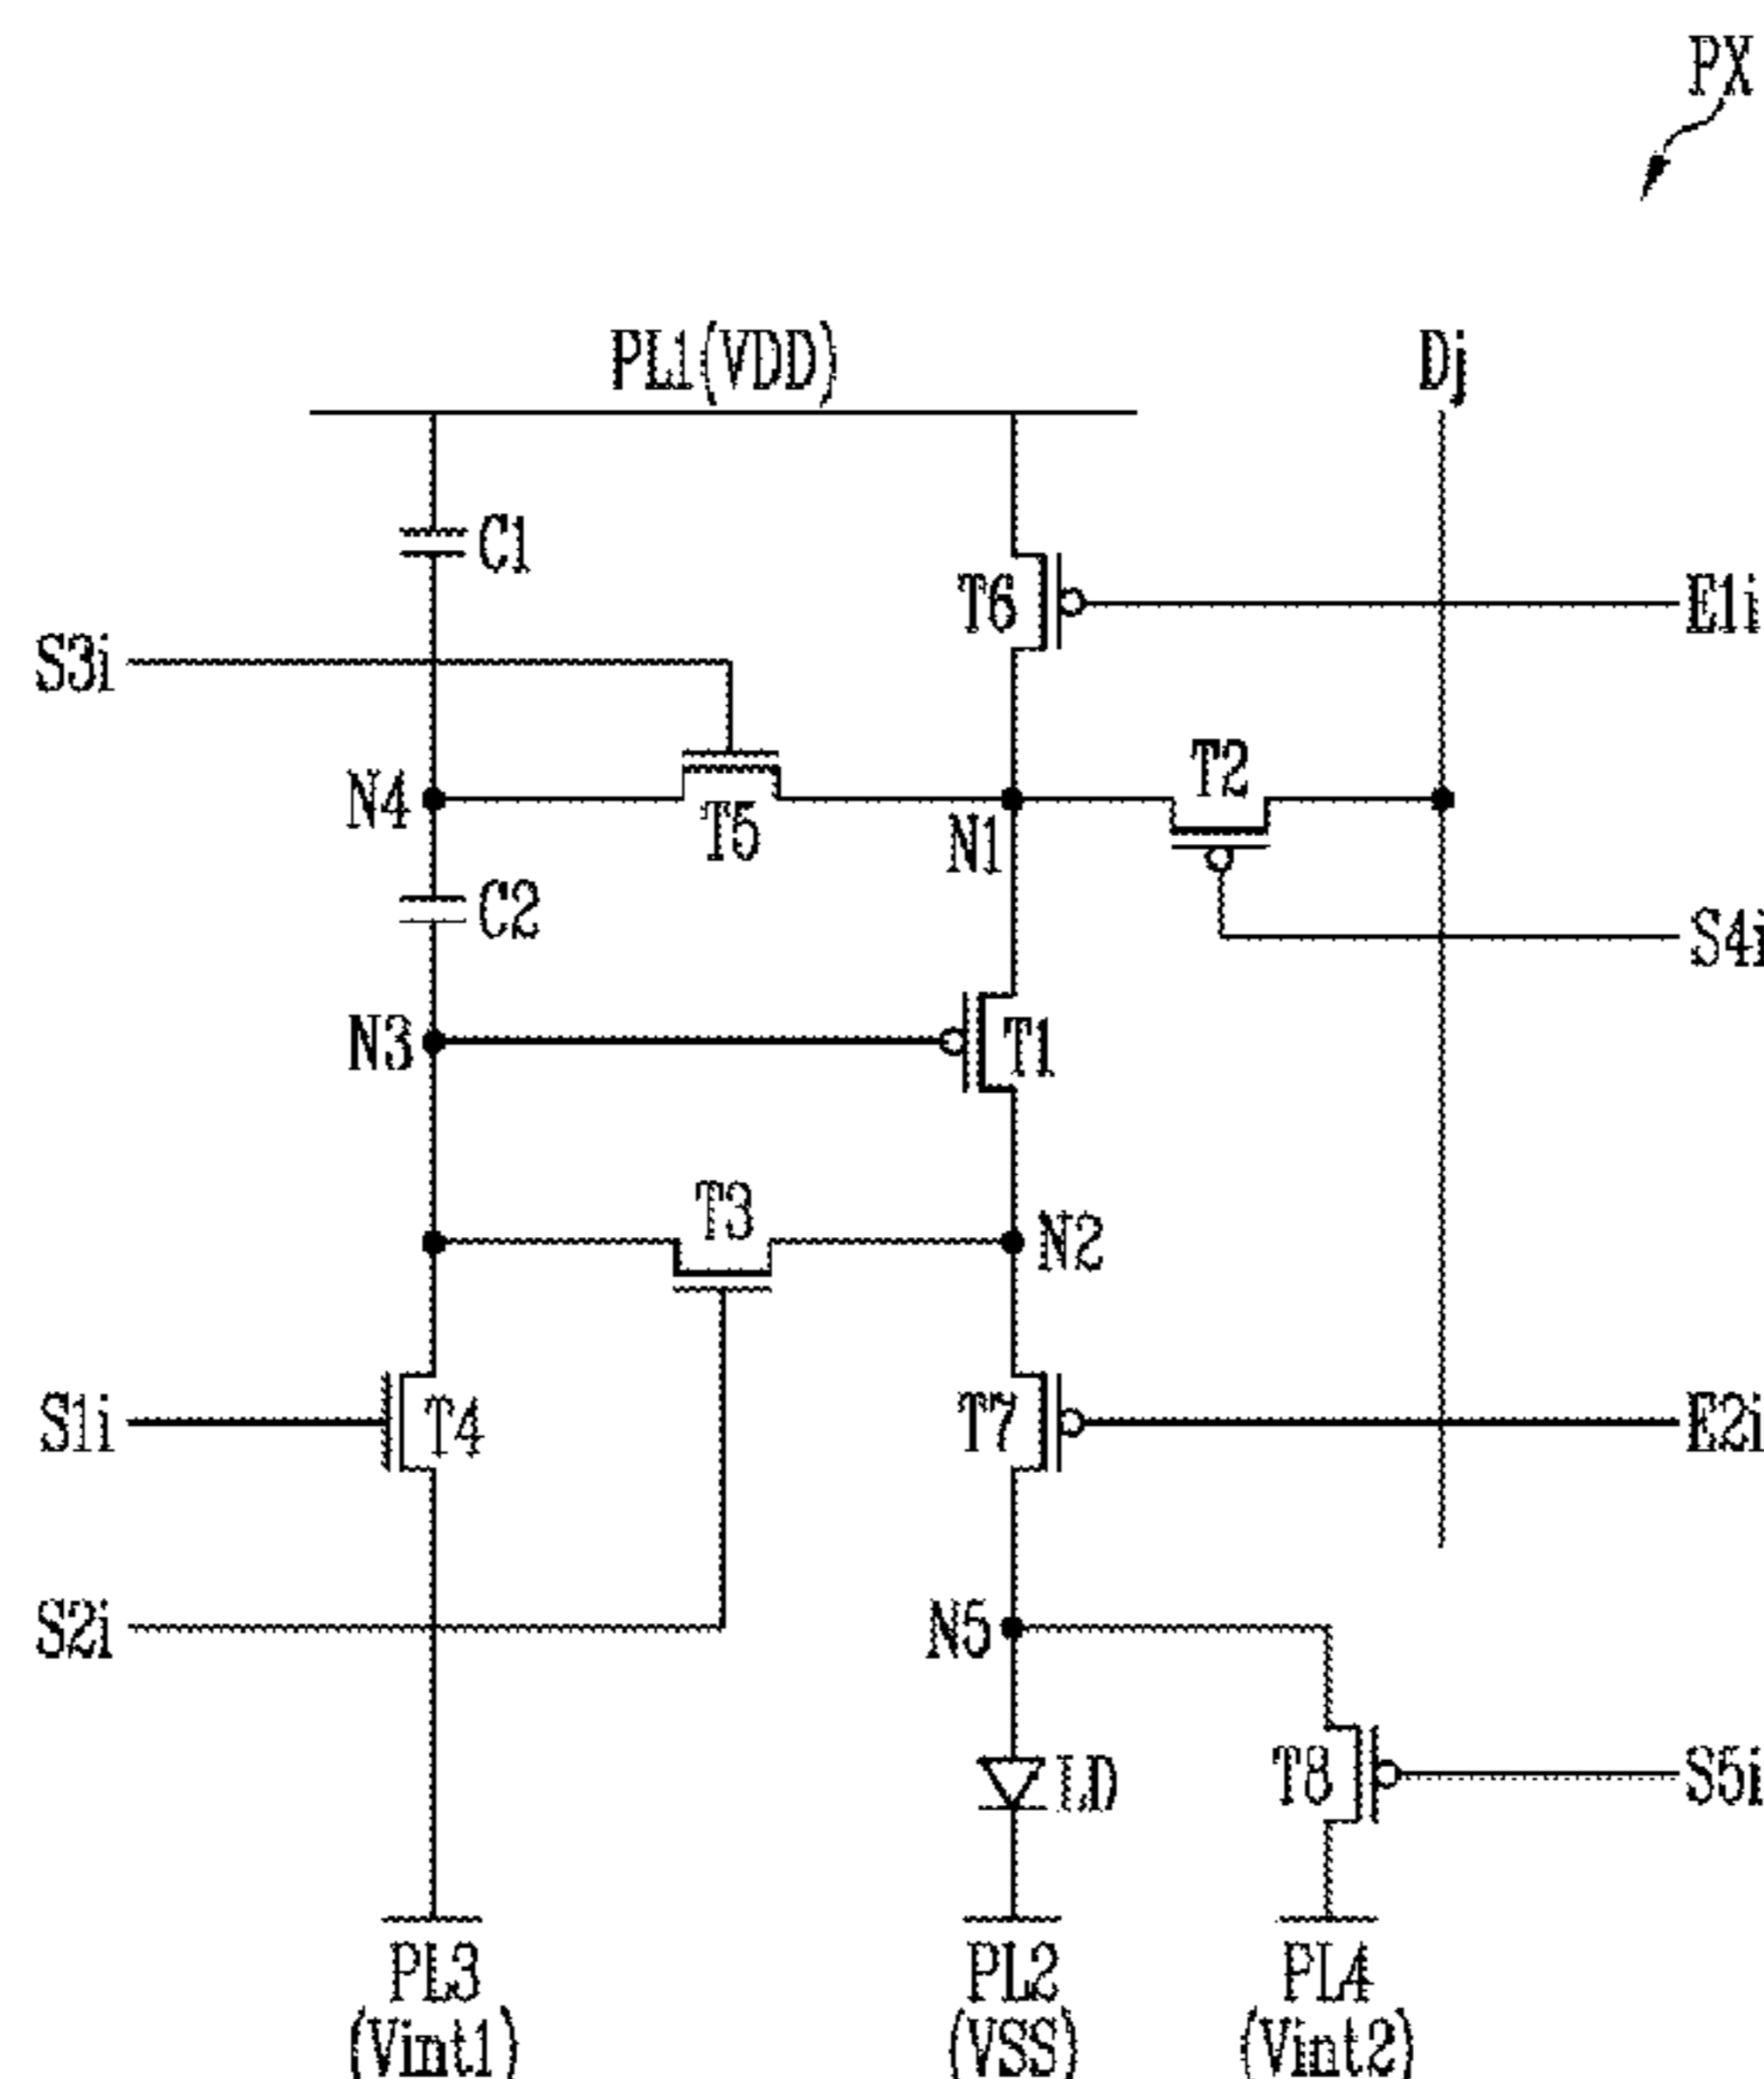 PX
PL1(VDD)
Dj
C1
T6
E1i
S3i
T2
N4
T5
N1
C2
S4i
N3
T1
T3
N2
S1i
T4
T7
E2i
S2i
N5
LD
T8
S5i
PL3
(Vint1)
PL2
(VSS)
PL4
(Vint2)